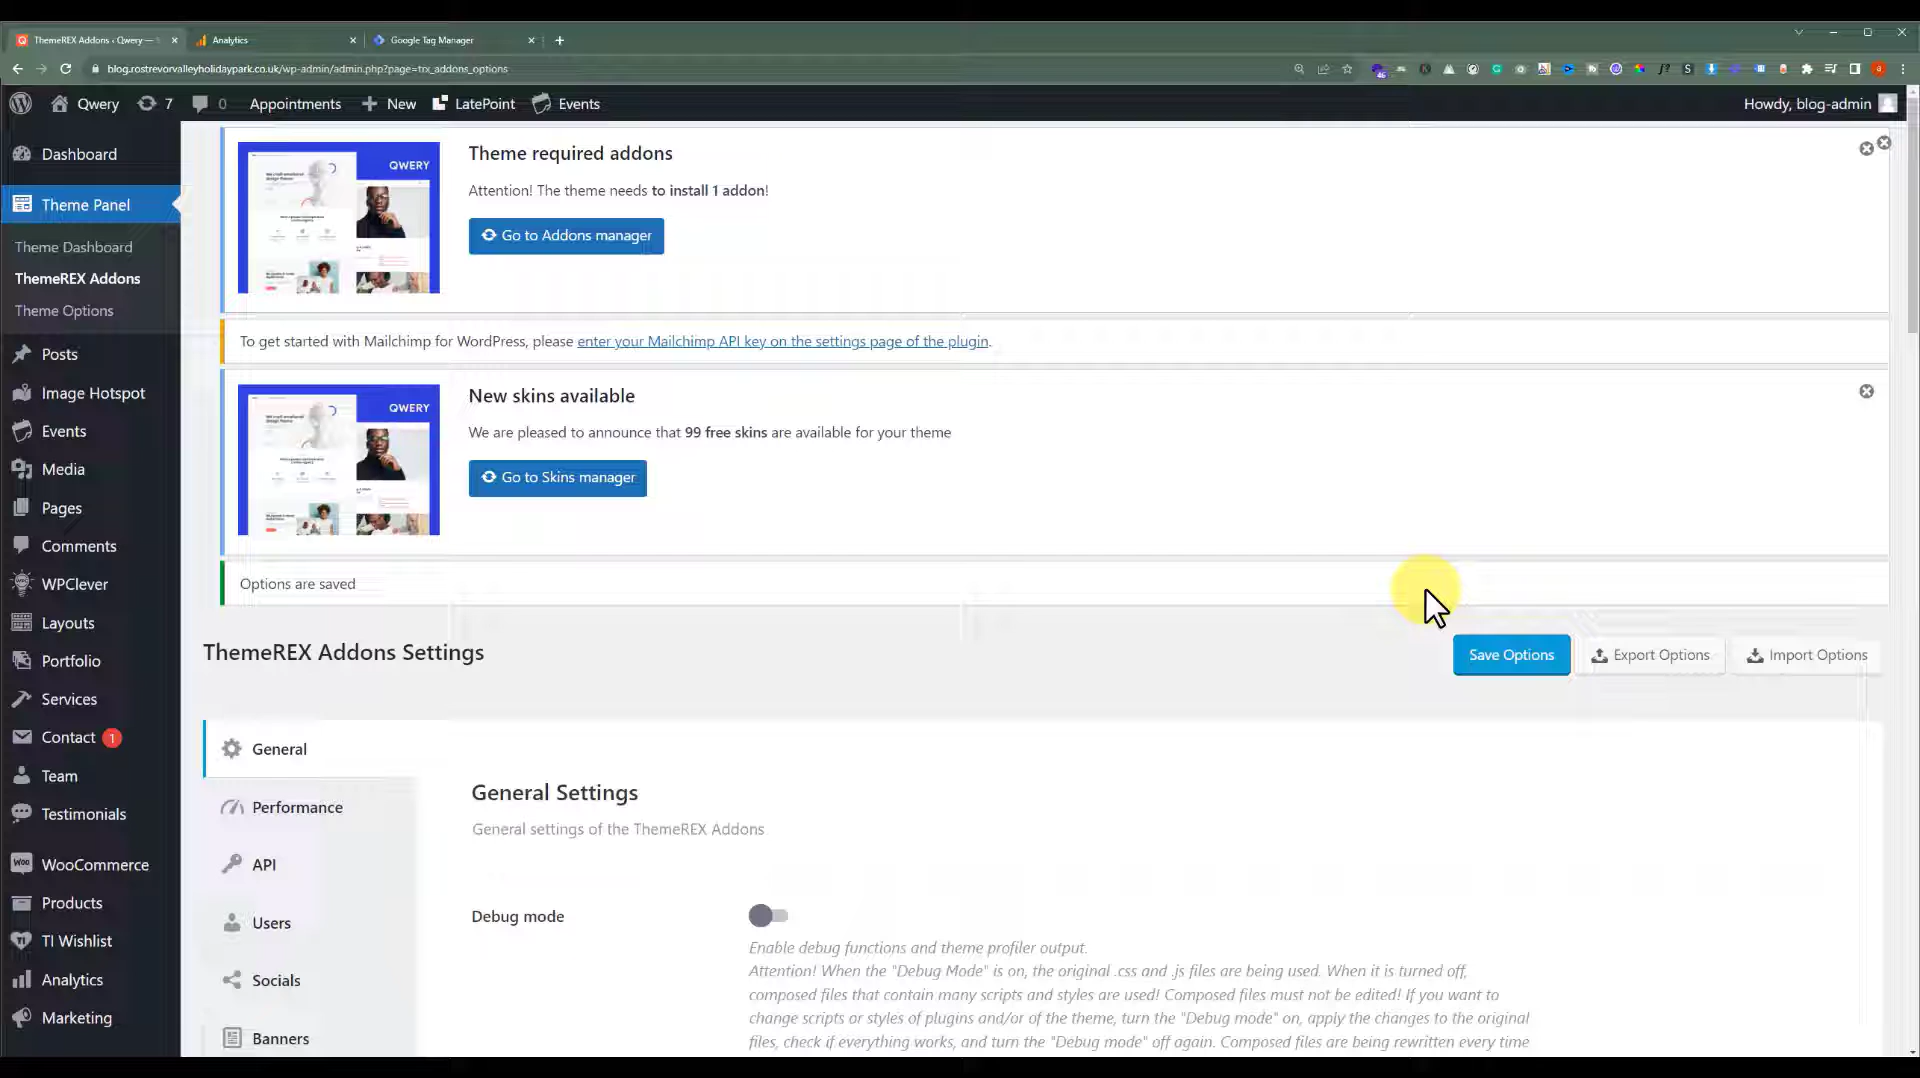 ThemeREX Addons ‹ Qwery —
Analytics
Google Tag Manager
blog.rostrevorvalleyholidaypark.co.uk/wp-admin/admin.php?page=trx_addons_options
46
Qwery
7
0
Appointments
New
LatePoint
Events
Howdy, blog-admin
Dashboard
Theme Panel
Theme Dashboard
ThemeREX Addons
Theme Options
Posts
Image Hotspot
Events
Media
Pages
Comments
WPClever
Layouts
Portfolio
Services
Contact 1
Team
Testimonials
WooCommerce
Products
TI Wishlist
Analytics
Marketing
QWERY
Theme required addons
Attention! The theme needs to install 1 addon!
Go to Addons manager
To get started with Mailchimp for WordPress, please enter your Mailchimp API key on the settings page of the plugin.
QWERY
New skins available
We are pleased to announce that 99 free skins are available for your theme
Go to Skins manager
Options are saved
ThemeREX Addons Settings
Save Options
Export Options
Import Options
General
Performance
API
Users
Socials
Banners
General Settings
General settings of the ThemeREX Addons
Debug mode
Enable debug functions and theme profiler output.
Attention! When the "Debug Mode" is on, the original .css and .js files are being used. When it is turned off,
composed files that contain many scripts and styles are used! Composed files must not be edited! If you want to
change scripts or styles of plugins and/or of the theme, turn the "Debug mode" on, apply the changes to the original
files, check if everything works, and turn the "Debug mode" off again. Composed files are being rewritten every time